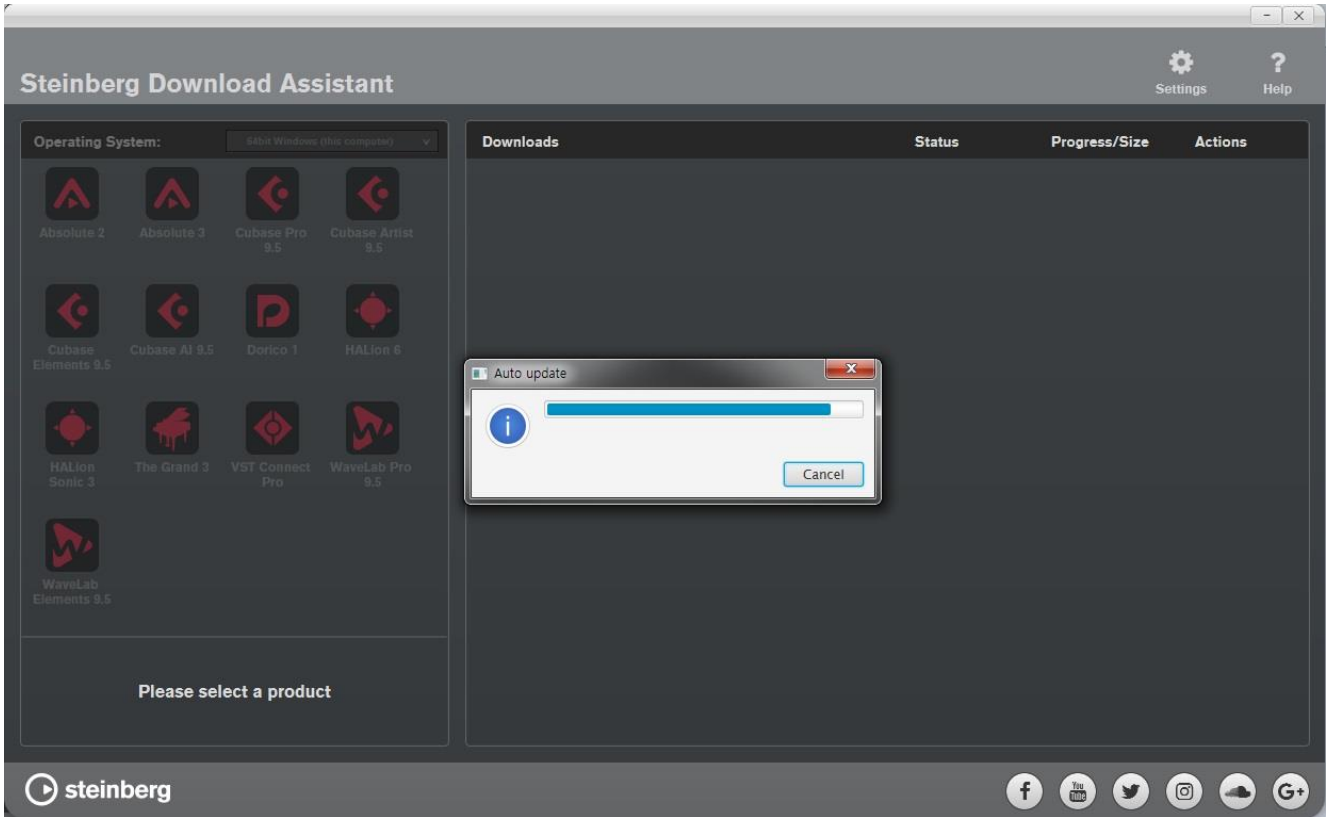 Steinberg Download Assistant
Settings
Help
Operating System:
64bit Windows (this computer)
Absolute 2
Absolute 3
Cubase Pro
9.5
Cubase Artist
9.5
Cubase
Elements 9.5
Cubase AI 9.5
Dorico 1
HALion 6
HALion
Sonic 3
The Grand 3
VST Connect
Pro
WaveLab Pro
9.5
WaveLab
Elements 9.5
Please select a product
Downloads
Status
Progress/Size
Actions
Auto update
Cancel
steinberg
f
You
Tube
G+